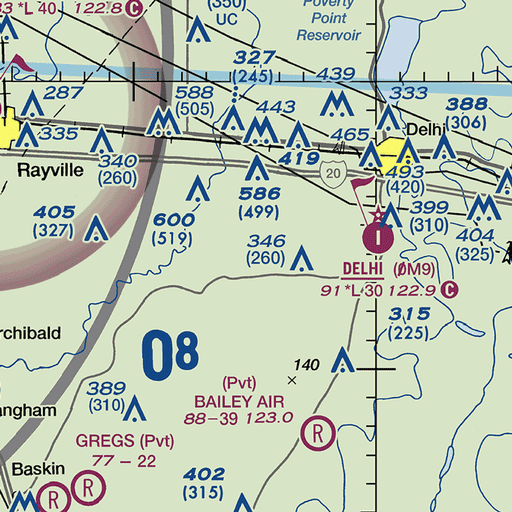 83 *L 40 122.8 C
(350)
UC
Poverty
Point
Reservoir
327
(245)
439
287
588
(505)
443
333
388
(306)
Delhi
335
340
(260)
419
465
20
493
(420)
Rayville
586
(499)
405
(327)
600
(519)
399
(310)
404
(325)
346
(260)
DELHI (0M9)
91 *L 30 122.9 C
315
(225)
rchibald
08
140
(Pvt)
BAILEY AIR
88-39 123.0
389
(310)
ngham
GREGS (Pvt)
77 - 22
R
Baskin
R
R
402
(315)